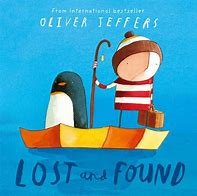 From international bestseller
OLIVER JEFFERS
LOST and FOUND